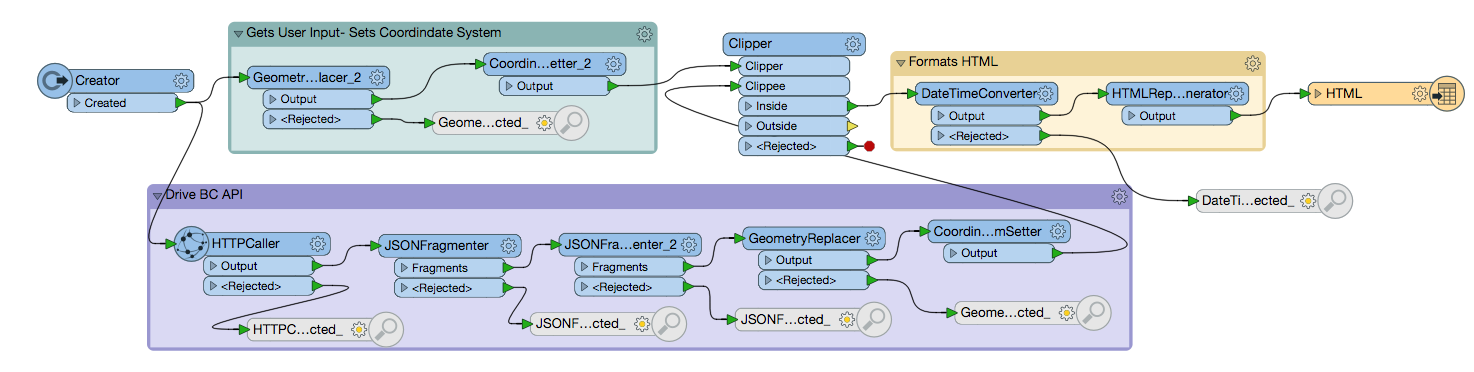 Creator
Created
Gets User Input- Sets Coordindate System
Geometr...lacer_2
Output
<Rejected>
Coordin...etter_2
Output
Geome...cted_
Clipper
Clipper
Clippee
Inside
Outside
<Rejected>
Formats HTML
DateTimeConverter
Output
<Rejected>
HTMLRep...nerator
Output
HTML
DateTi...ected_
Drive BC API
HTTPCaller
Output
<Rejected>
HTTPC...cted_
JSONFragmenter
Fragments
<Rejected>
JSONF...cted_
JSONFra...enter_2
Fragments
<Rejected>
JSONF...cted_
GeometryReplacer
Output
<Rejected>
Geome...cted_
Coordin...mSetter
Output